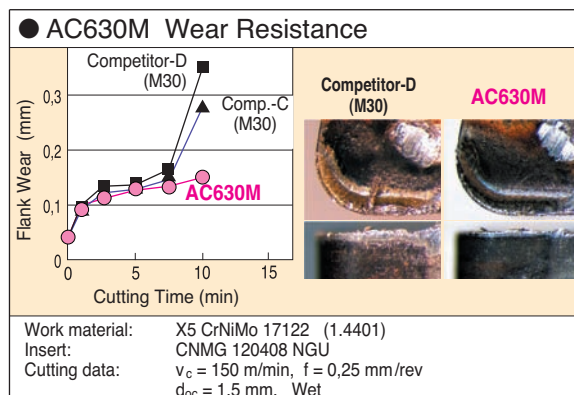 ● AC630M Wear Resistance
Competitor-D
(M30)
Comp.-C
(M30)
AC630M
Flank Wear (mm)
0,3
0,2
0,1
0
0
5
10
15
Cutting Time (min)
Competitor-D
(M30)
AC630M
Work material: X5 CrNiMo 17122 (1.4401)
Insert: CNMG 120408 NGU
Cutting data: vc = 150 m/min, f = 0,25 mm/rev
doc = 1,5 mm, Wet